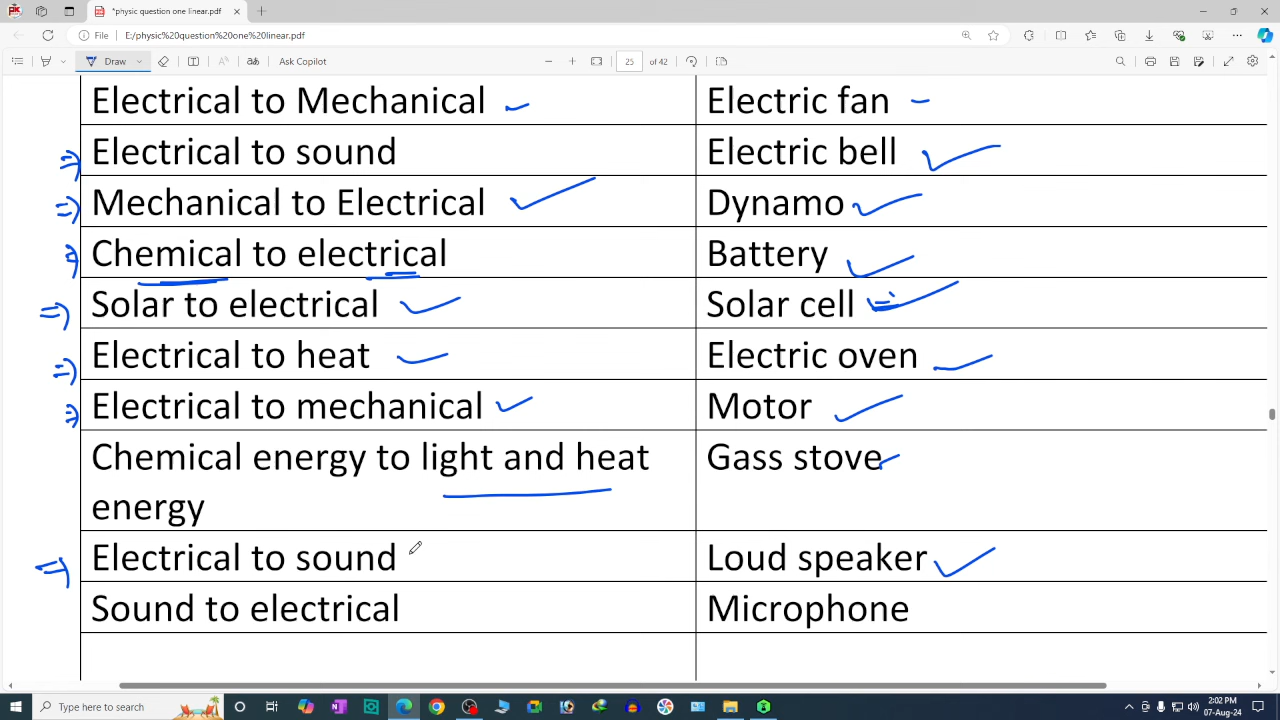 *physic question one linear.pdf
File E:/physic%20question%20one%20linear.pdf
Draw Ask Copilot 25 of 42
Electrical to Mechanical Electric fan
Electrical to sound Electric bell
Mechanical to Electrical Dynamo
Chemical to electrical Battery
Solar to electrical Solar cell
Electrical to heat Electric oven
Electrical to mechanical Motor
Chemical energy to light and heat Gass stove
energy
Electrical to sound Loud speaker
Sound to electrical Microphone
Type here to search
2:02 PM
07-Aug-24